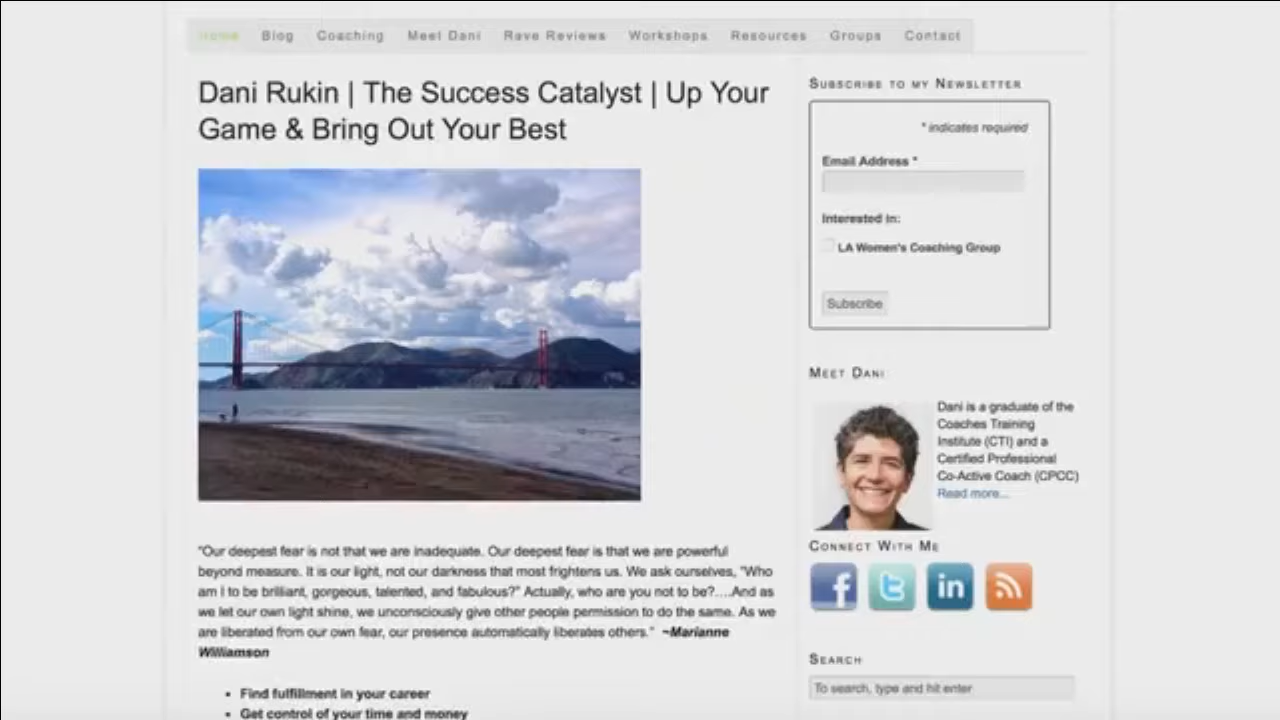 Home Blog Coaching Meet Dani Rave Reviews Workshops Resources Groups Contact
Dani Rukin | The Success Catalyst | Up Your
Game & Bring Out Your Best
"Our deepest fear is not that we are inadequate. Our deepest fear is that we are powerful
beyond measure. It is our light, not our darkness that most frightens us. We ask ourselves, "Who
am I to be brilliant, gorgeous, talented, and fabulous?" Actually, who are you not to be?....And as
we let our own light shine, we unconsciously give other people permission to do the same. As we
are liberated from our own fear, our presence automatically liberates others." ~Marianne
Williamson
• Find fulfillment in your career
• Get control of your time and money
Subscribe to my Newsletter
* indicates required
Email Address *
Interested in:
LA Women's Coaching Group
Subscribe
Meet Dani
Dani is a graduate of the
Coaches Training
Institute (CTI) and a
Certified Professional
Co-Active Coach (CPCC)
Read more...
Connect With Me
f t in
Search
To search, type and hit enter